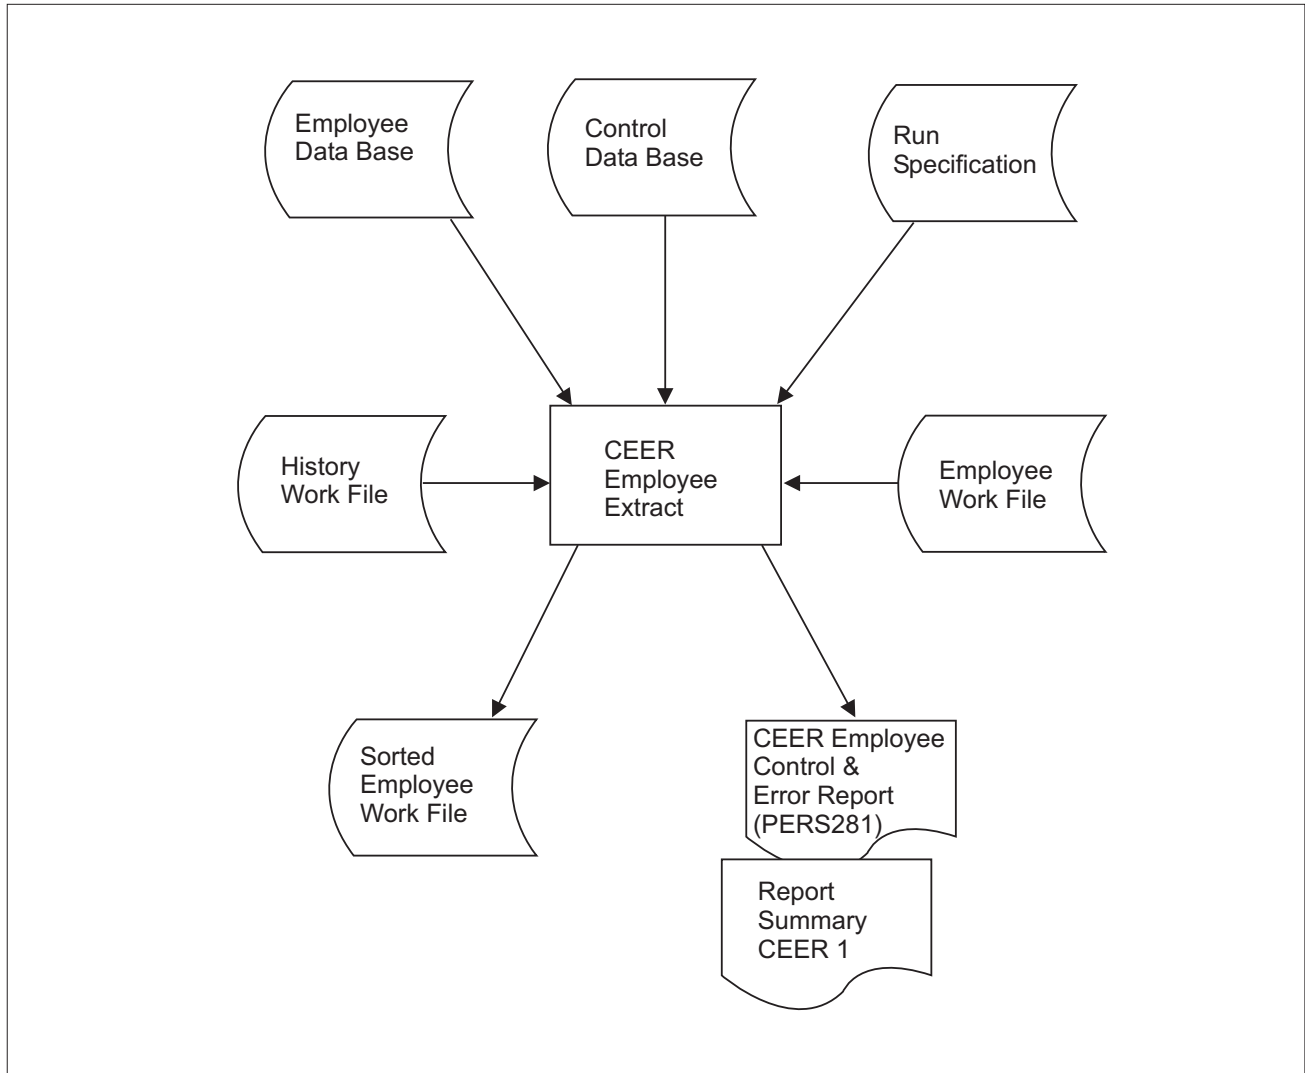 Employee
Data Base
Control
Data Base
Run
Specification
History
Work File
CEER
Employee
Extract
Employee
Work File
Sorted
Employee
Work File
CEER Employee
Control &
Error Report
(PERS281)
Report
Summary
CEER 1